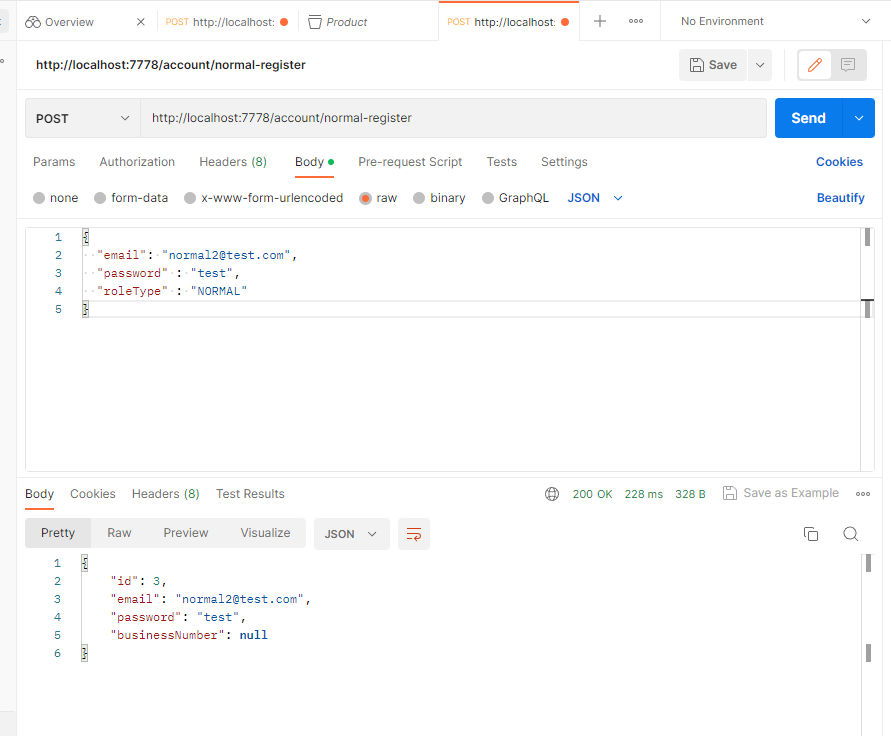 Overview POST http://localhost: Product POST http://localhost: No Environment
http://localhost:7778/account/normal-register Save
POST http://localhost:7778/account/normal-register Send
Params Authorization Headers (8) Body Pre-request Script Tests Settings Cookies
none form-data x-www-form-urlencoded raw binary GraphQL JSON Beautify
1 {
2 "email": "normal2@test.com",
3 "password" : "test",
4 "roleType" : "NORMAL"
5 }
Body Cookies Headers (8) Test Results 200 OK 228 ms 328 B Save as Example
Pretty Raw Preview Visualize JSON
1 {
2 "id": 3,
3 "email": "normal2@test.com",
4 "password": "test",
5 "businessNumber": null
6 }